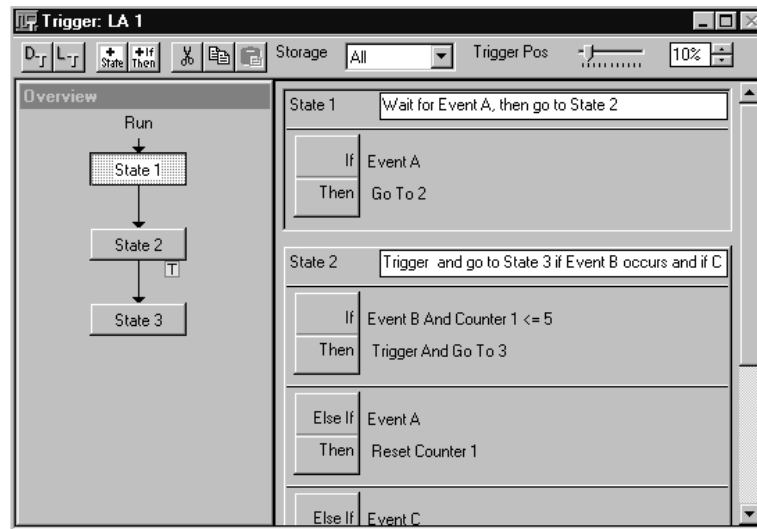 Trigger: LA 1
D L State If Then Storage All Trigger Pos 10%
Overview
Run
State 1
State 2
T
State 3
State 1 Wait for Event A, then go to State 2
If Event A
Then Go To 2
State 2 Trigger and go to State 3 if Event B occurs and if C
If Event B And Counter 1 <= 5
Then Trigger And Go To 3
Else If Event A
Then Reset Counter 1
Else If Event C